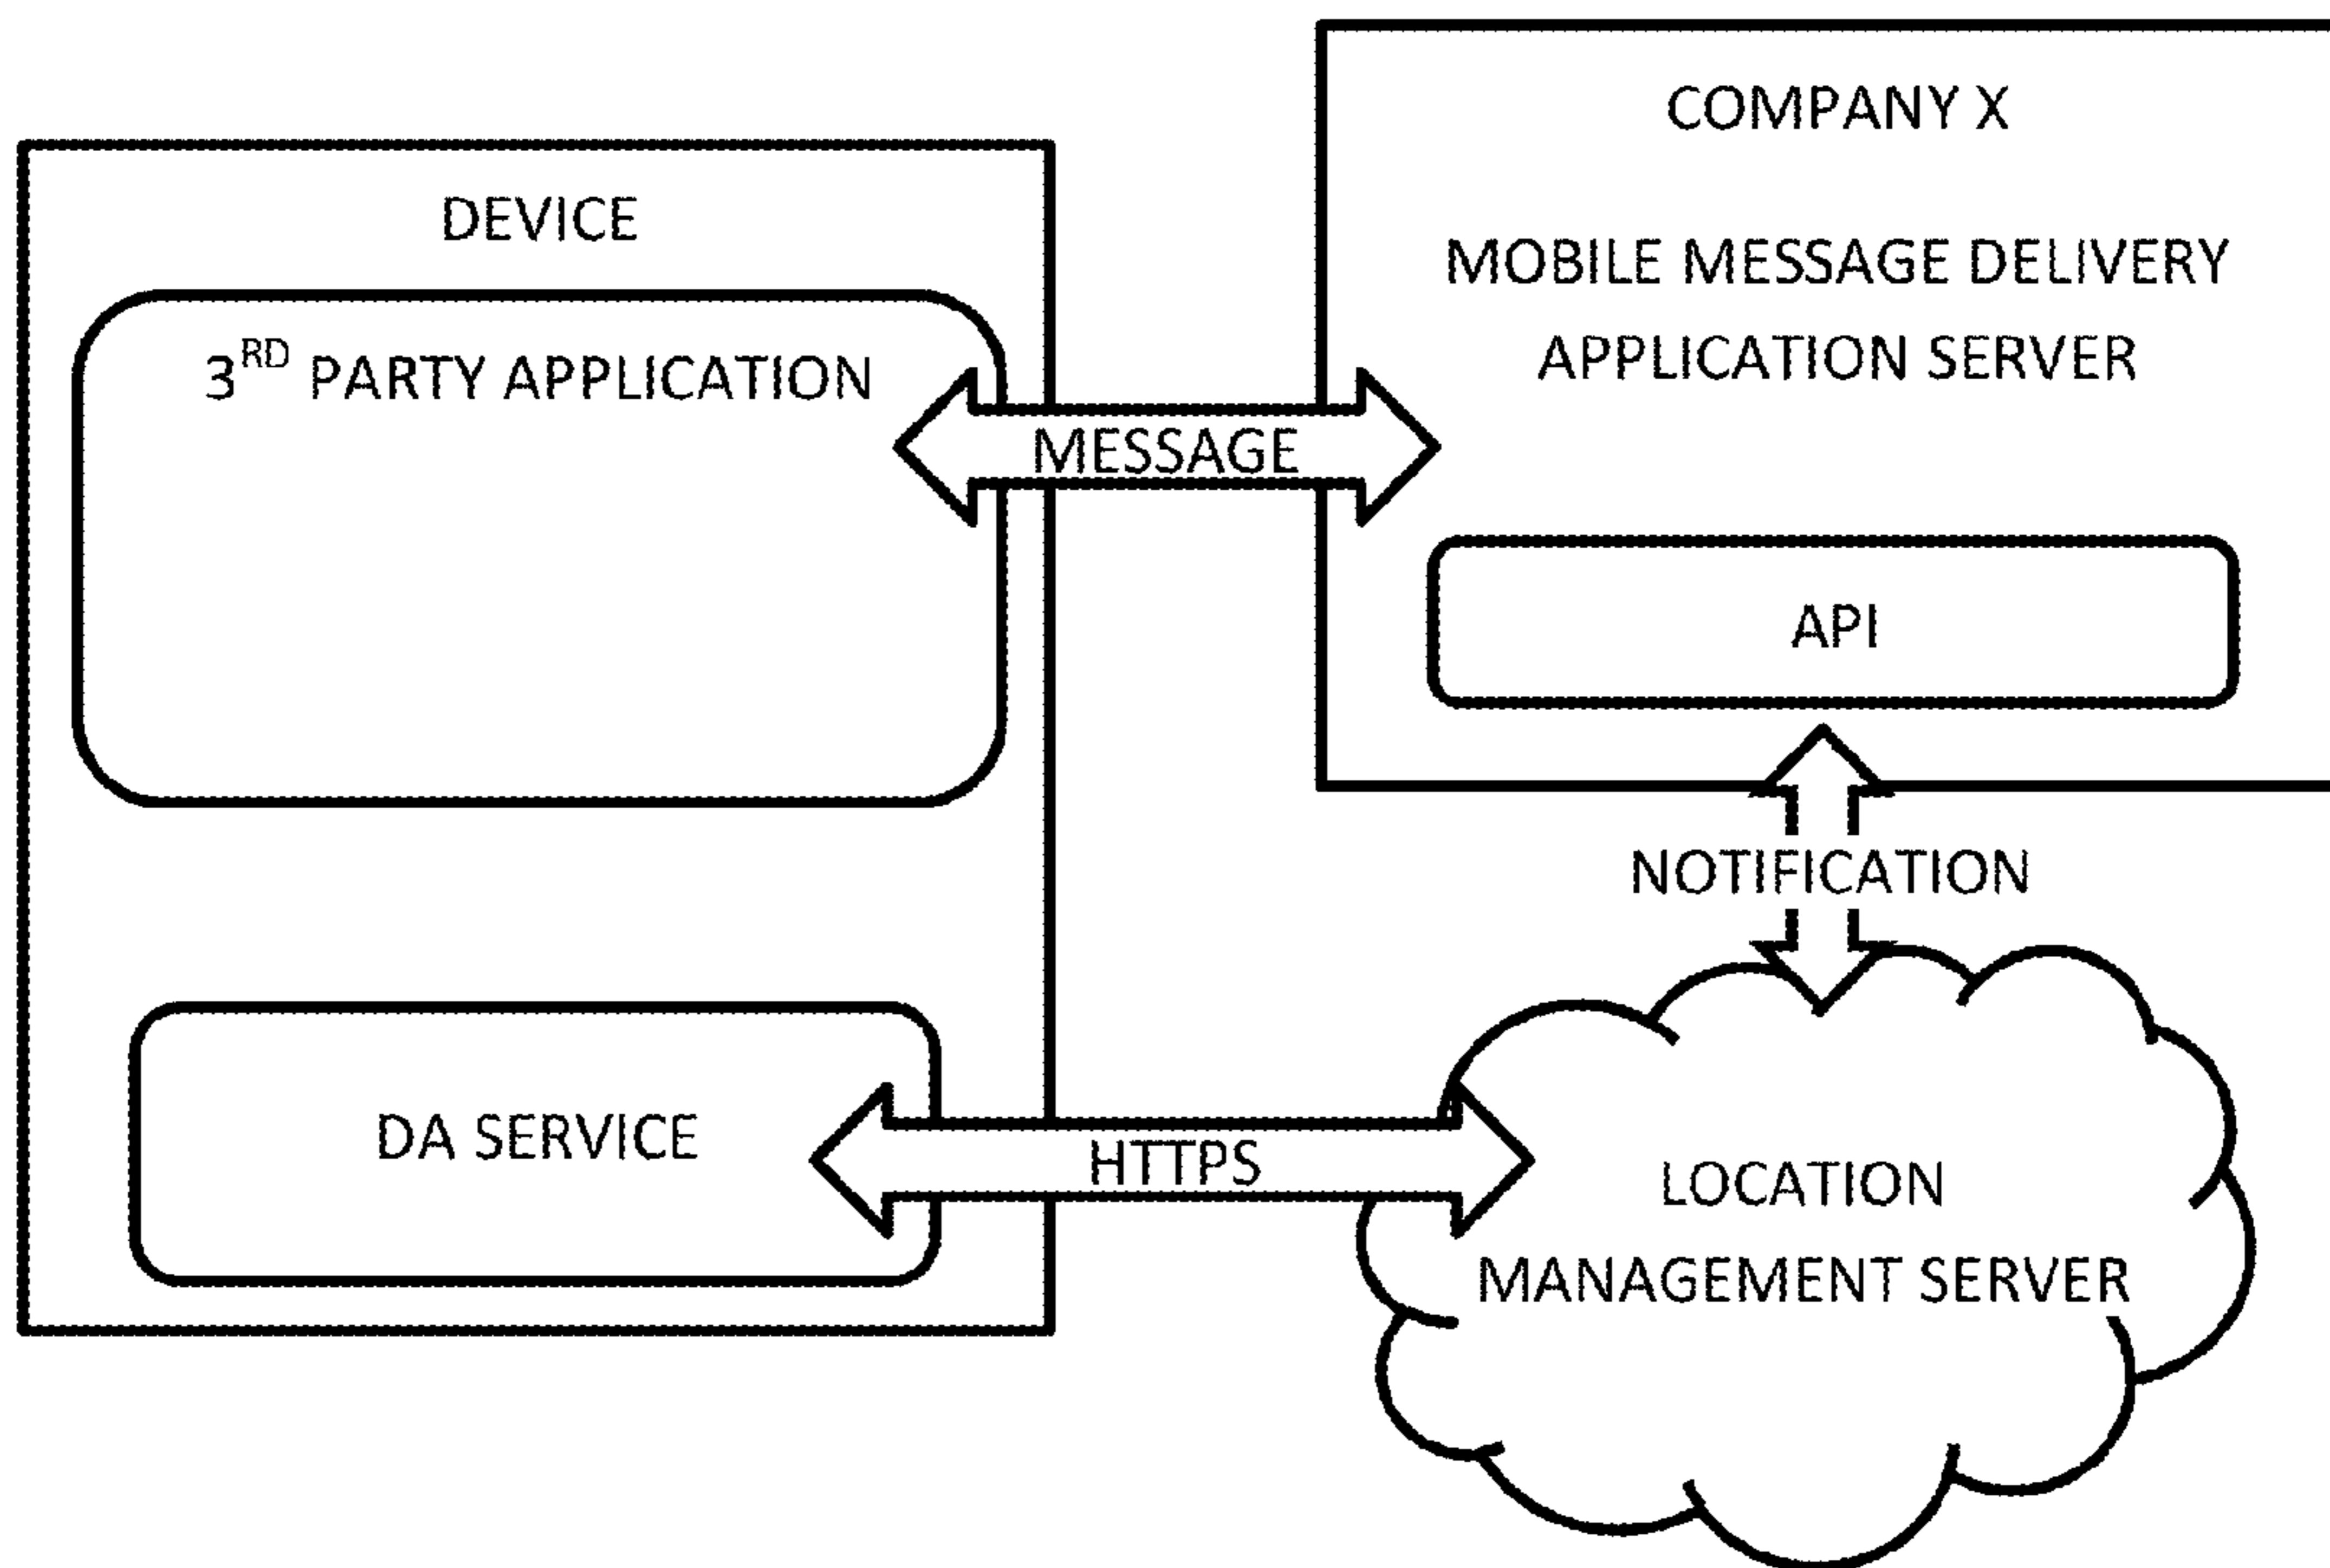 COMPANY X
MOBILE MESSAGE DELIVERY
APPLICATION SERVER
DEVICE
3RD PARTY APPLICATION
MESSAGE
API
NOTIFICATION
DA SERVICE
HTTPS
LOCATION
MANAGEMENT SERVER